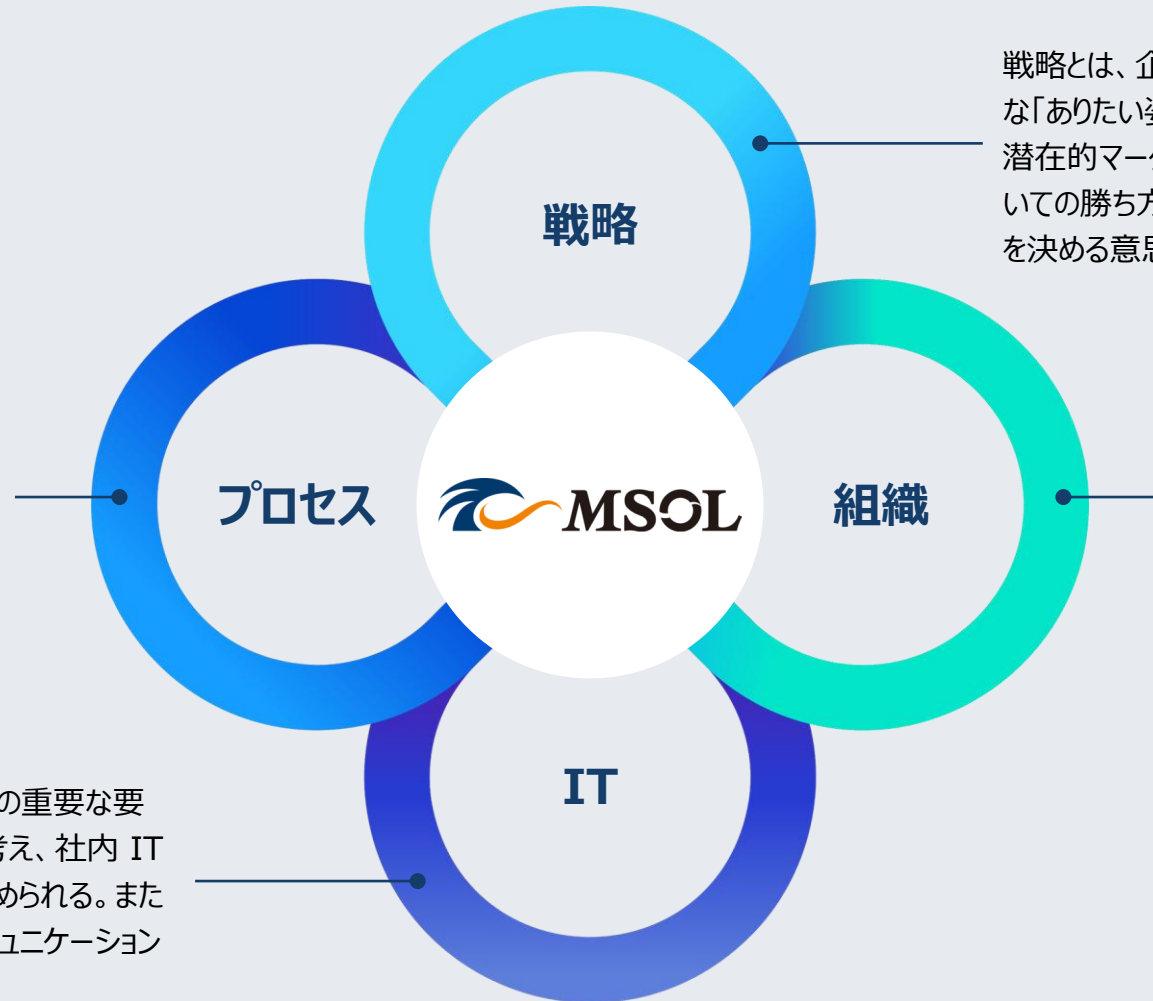 戦略とは、企
な「ありたい姿
潜在的マーケ
いての勝ち方
を決める意思
戦略
プロセス
MSOL
組織
IT
の重要な要
考え、社内 IT
められる。また
ュニケーション